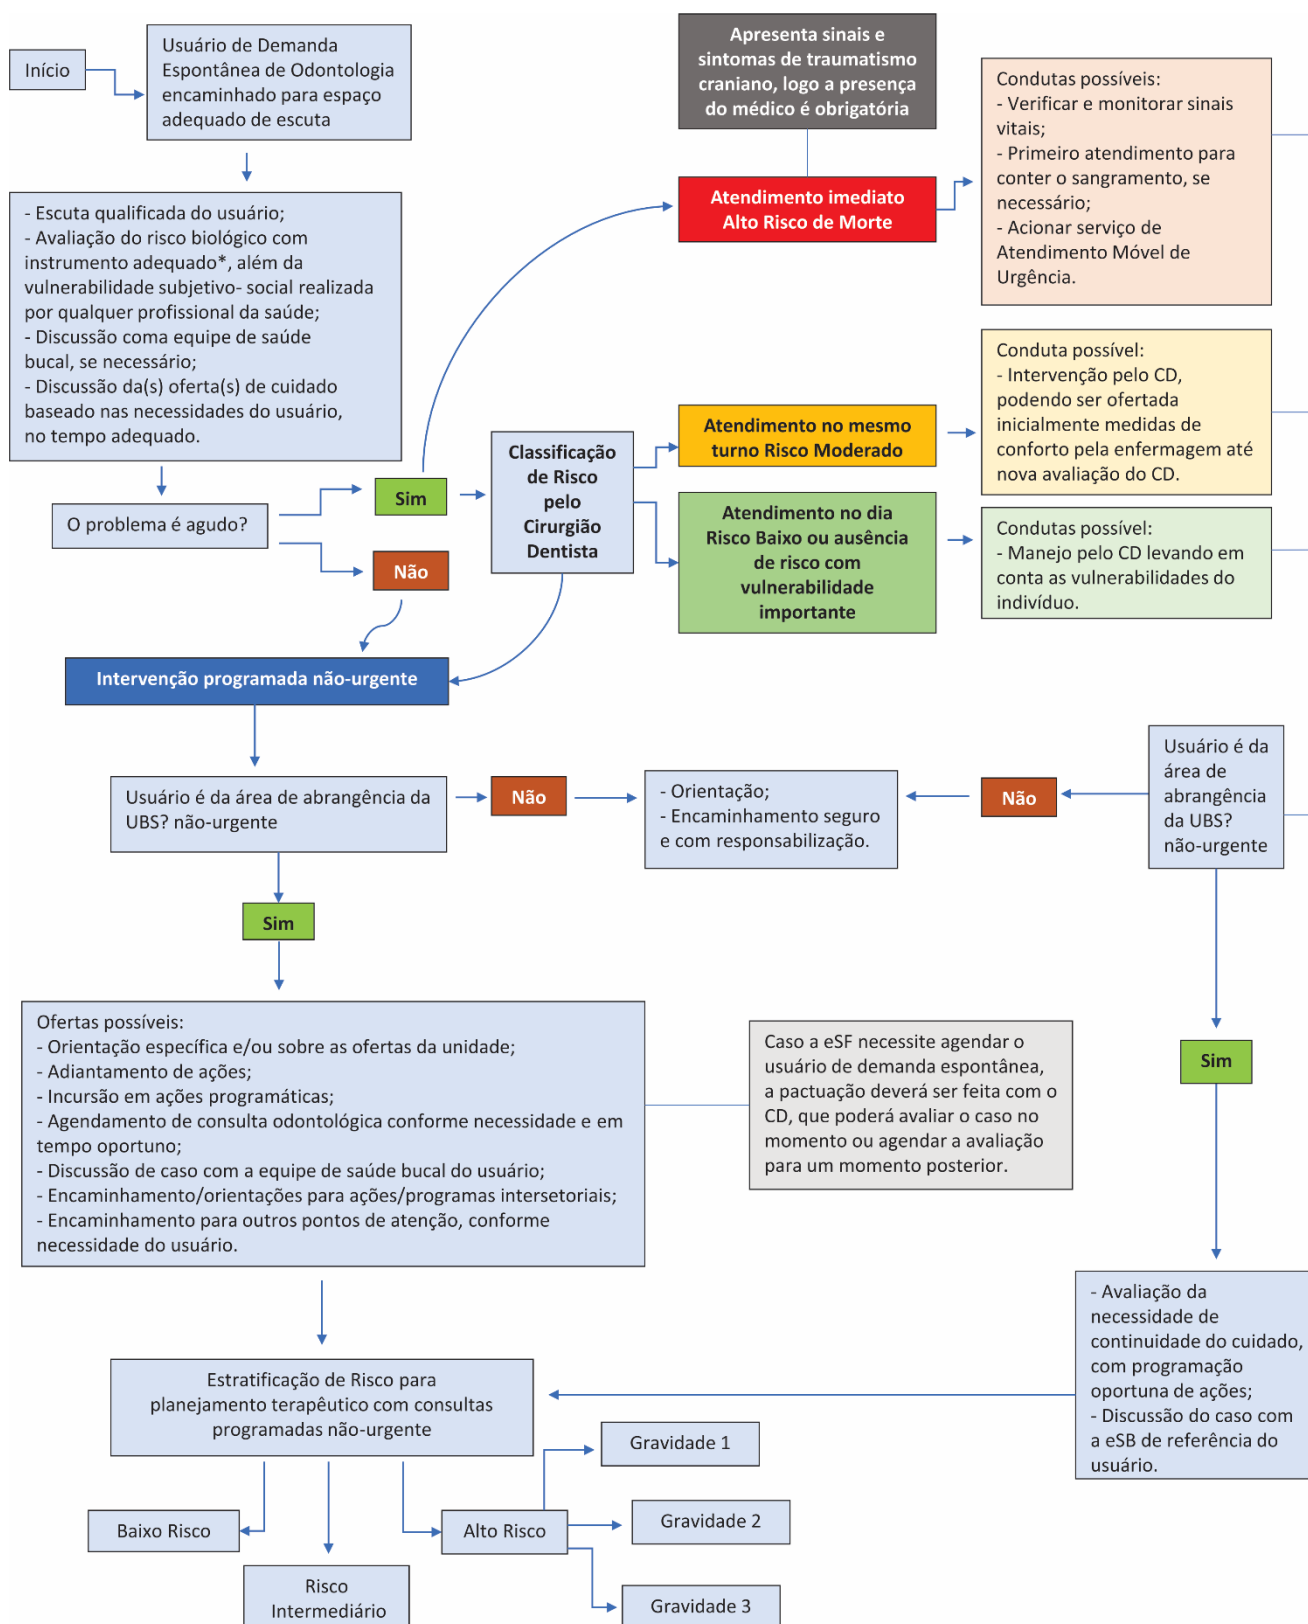 Início
Usuário de Demanda
Espontânea de Odontologia
encaminhado para espaço
adequado de escuta
- Escuta qualificada do usuário;
- Avaliação do risco biológico com
instrumento adequado*, além da
vulnerabilidade subjetivo- social realizada
por qualquer profissional da saúde;
- Discussão coma equipe de saúde
bucal, se necessário;
- Discussão da(s) oferta(s) de cuidado
baseado nas necessidades do usuário,
no tempo adequado.
O problema é agudo?
Sim
Não
Classificação
de Risco
pelo
Cirurgião
Dentista
Apresenta sinais e
sintomas de traumatismo
craniano, logo a presença
do médico é obrigatória
Atendimento imediato
Alto Risco de Morte
Condutas possíveis:
- Verificar e monitorar sinais
vitais;
- Primeiro atendimento para
conter o sangramento, se
necessário;
- Acionar serviço de
Atendimento Móvel de
Urgência.
Atendimento no mesmo
turno Risco Moderado
Conduta possível:
- Intervenção pelo CD,
podendo ser ofertada
inicialmente medidas de
conforto pela enfermagem até
nova avaliação do CD.
Atendimento no dia
Risco Baixo ou ausência
de risco com
vulnerabilidade
importante
Condutas possível:
- Manejo pelo CD levando em
conta as vulnerabilidades do
indivíduo.
Intervenção programada não-urgente
Usuário é da área de abrangência da
UBS? não-urgente
Não
- Orientação;
- Encaminhamento seguro
e com responsabilização.
Não
Usuário é da
área de
abrangência
da UBS?
não-urgente
Sim
Ofertas possíveis:
- Orientação específica e/ou sobre as ofertas da unidade;
- Adiantamento de ações;
- Incursão em ações programáticas;
- Agendamento de consulta odontológica conforme necessidade e em
tempo oportuno;
- Discussão de caso com a equipe de saúde bucal do usuário;
- Encaminhamento/orientações para ações/programas intersetoriais;
- Encaminhamento para outros pontos de atenção, conforme
necessidade do usuário.
Caso a eSF necessite agendar o
usuário de demanda espontânea,
a pactuação deverá ser feita com o
CD, que poderá avaliar o caso no
momento ou agendar a avaliação
para um momento posterior.
Sim
- Avaliação da
necessidade de
continuidade do cuidado,
com programação
oportuna de ações;
- Discussão do caso com
a eSB de referência do
usuário.
Estratificação de Risco para
planejamento terapêutico com consultas
programadas não-urgente
Baixo Risco
Risco
Intermediário
Alto Risco
Gravidade 1
Gravidade 2
Gravidade 3